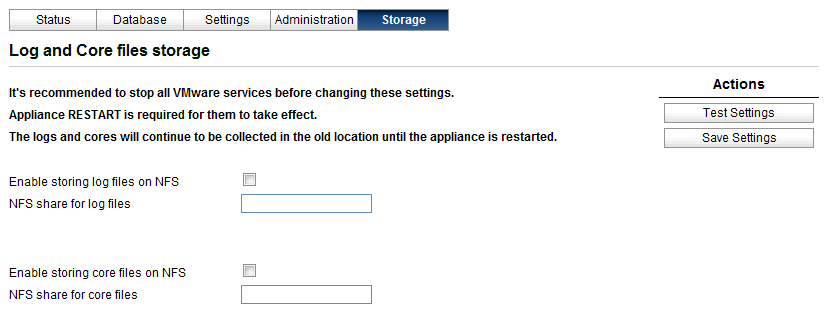 Status Database Settings Administration Storage
Log and Core files storage
It's recommended to stop all VMware services before changing these settings.
Appliance RESTART is required for them to take effect.
The logs and cores will continue to be collected in the old location until the appliance is restarted.
Actions
Test Settings
Save Settings
Enable storing log files on NFS
NFS share for log files
Enable storing core files on NFS
NFS share for core files